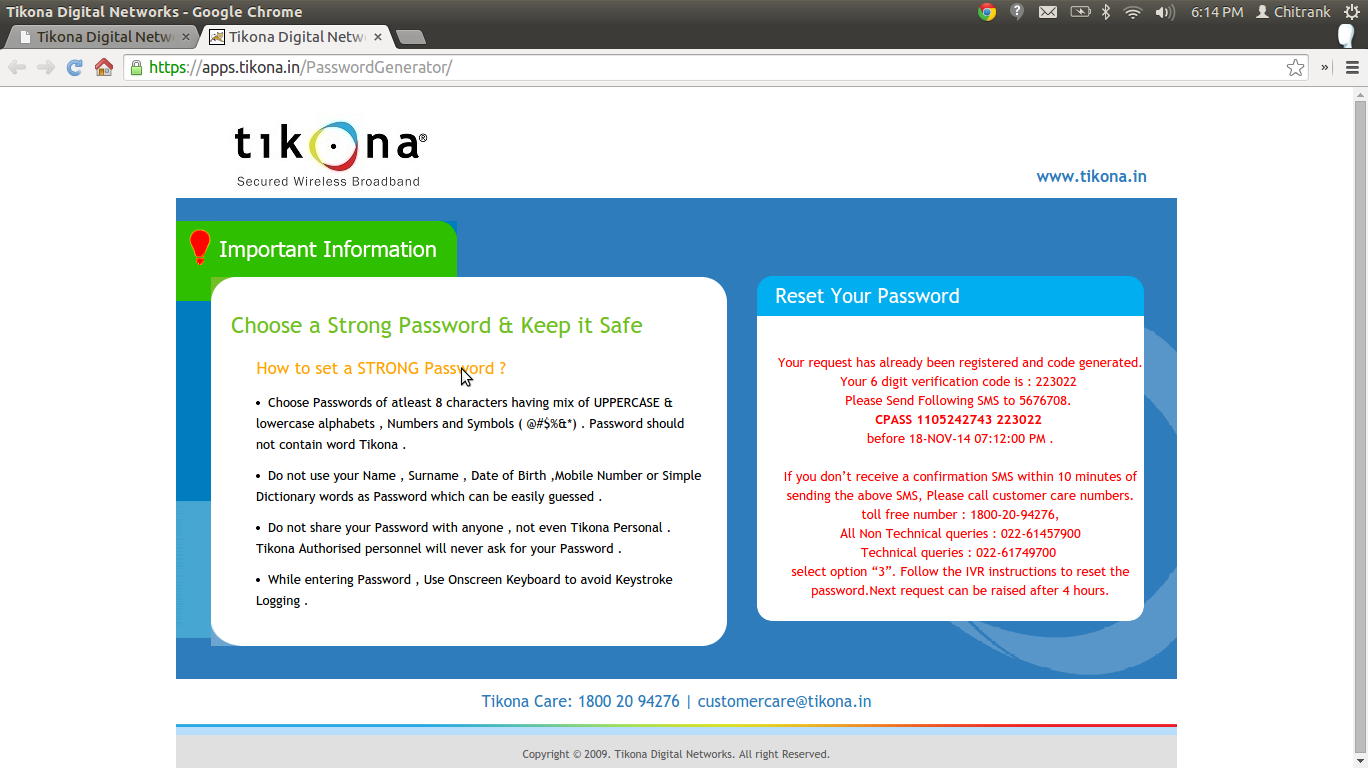 Tikona Digital Networks - Google Chrome
6:14 PM Chitrank
Tikona Digital Netw × Tikona Digital Netw ×
https://apps.tikona.in/PasswordGenerator/ »
tikona®
Secured Wireless Broadband
www.tikona.in
Important Information
Choose a Strong Password & Keep it Safe
How to set a STRONG Password ?
• Choose Passwords of atleast 8 characters having mix of UPPERCASE &
lowercase alphabets , Numbers and Symbols ( @#$%&*) . Password should
not contain word Tikona .
• Do not use your Name , Surname , Date of Birth ,Mobile Number or Simple
Dictionary words as Password which can be easily guessed .
• Do not share your Password with anyone , not even Tikona Personal .
Tikona Authorised personnel will never ask for your Password .
• While entering Password , Use Onscreen Keyboard to avoid Keystroke
Logging .
Reset Your Password
Your request has already been registered and code generated.
Your 6 digit verification code is : 223022
Please Send Following SMS to 5676708.
CPASS 1105242743 223022
before 18-NOV-14 07:12:00 PM .
If you don’t receive a confirmation SMS within 10 minutes of
sending the above SMS, Please call customer care numbers.
toll free number : 1800-20-94276,
All Non Technical queries : 022-61457900
Technical queries : 022-61749700
select option “3”. Follow the IVR instructions to reset the
password.Next request can be raised after 4 hours.
Tikona Care: 1800 20 94276 | customercare@tikona.in
Copyright © 2009. Tikona Digital Networks. All right Reserved.